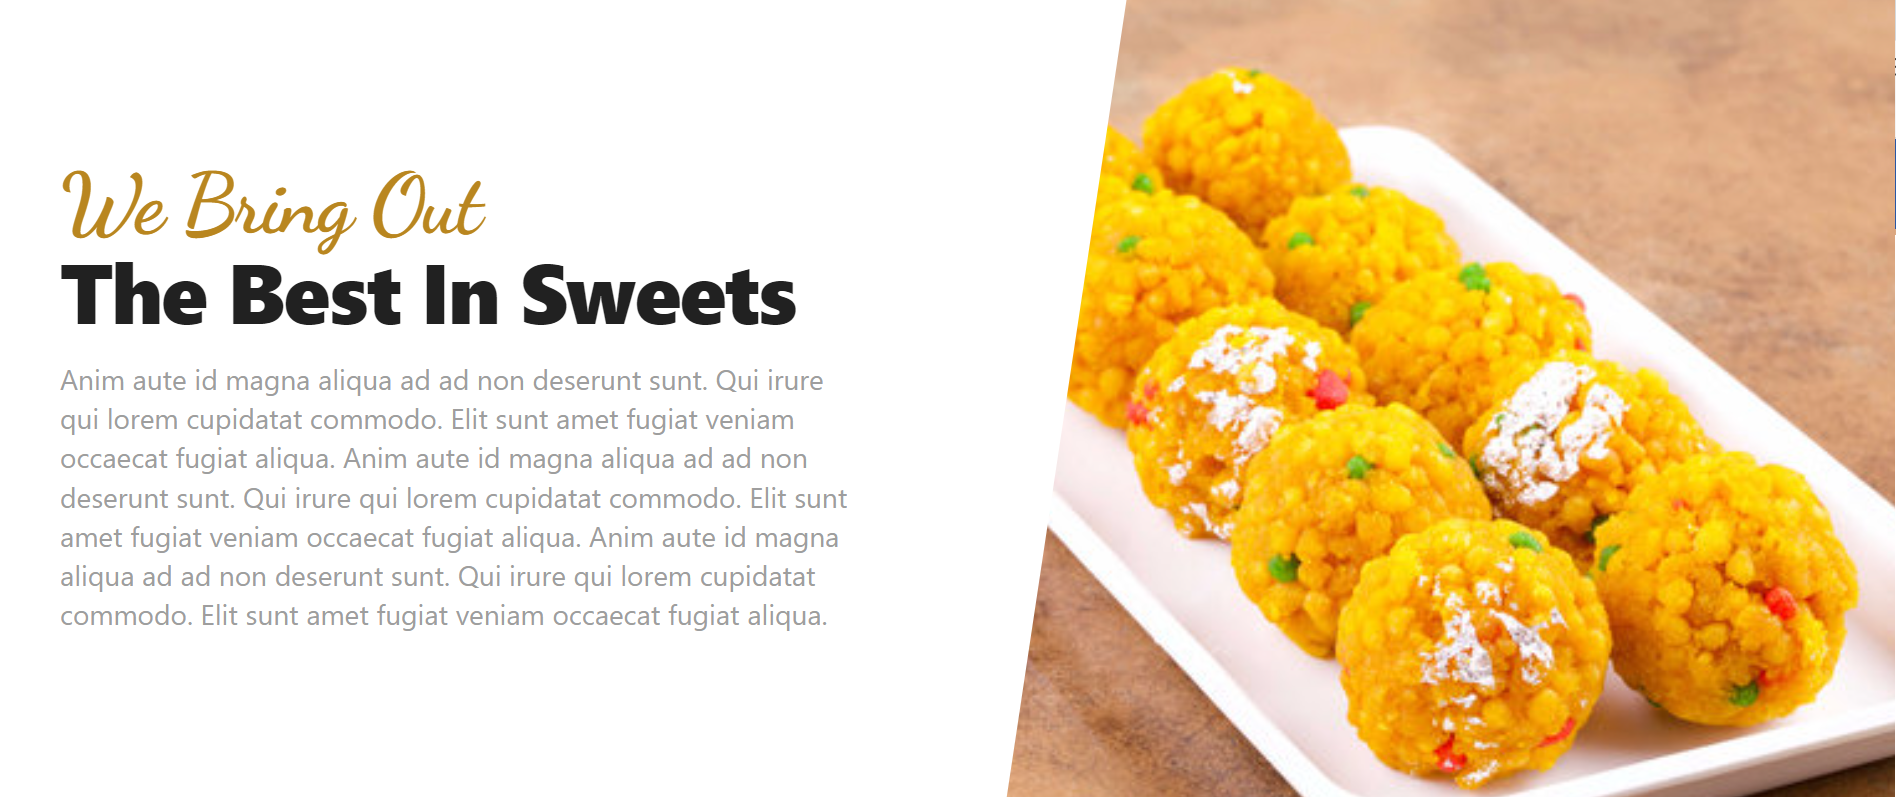 We Bring Out
The Best In Sweets
Anim aute id magna aliqua ad ad non deserunt sunt. Qui irure
qui lorem cupidatat commodo. Elit sunt amet fugiat veniam
occaecat fugiat aliqua. Anim aute id magna aliqua ad ad non
deserunt sunt. Qui irure qui lorem cupidatat commodo. Elit sunt
amet fugiat veniam occaecat fugiat aliqua. Anim aute id magna
aliqua ad ad non deserunt sunt. Qui irure qui lorem cupidatat
commodo. Elit sunt amet fugiat veniam occaecat fugiat aliqua.